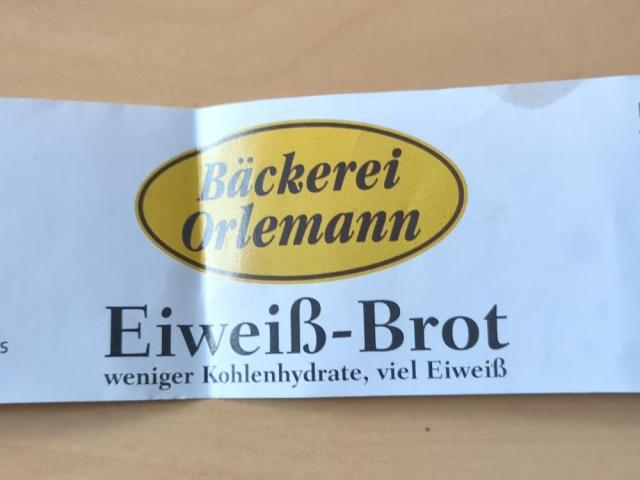 Bäckerei
Orlemann
Eiweiß-Brot
weniger Kohlenhydrate, viel Eiweiß